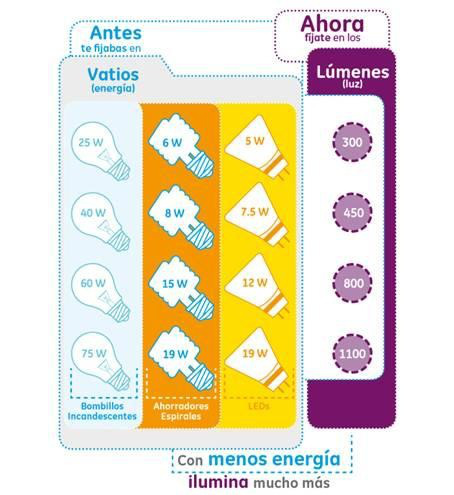 Antes
te fijabas en
Ahora
fíjate en los
Vatios
(energía)
Lúmenes
(luz)
25 W
6 W
5 W
300
40 W
8 W
7.5 W
450
60 W
15 W
12 W
800
75 W
19 W
19 W
1100
Bombillos
Incandescentes
Ahorradores
Espirales
LEDs
Con menos energía
ilumina mucho más